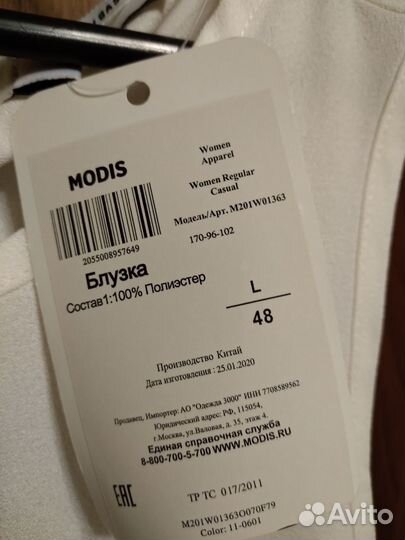 MODIS
2055008957649
Блузка
Состав1:100% Полиэстер
Women
Apparel
Women Regular
Casual
Модель/Арт. M201W01363
170-96-102
L
48
Производство Китай
Дата изготовления : 25.01.2020
Продавец, Импортер: АО "Одежда 3000" ИНН 7708589562
Юридический адрес: РФ, 115054,
г.Москва, ул.Валовая, д.35, этаж 4.
Единая справочная служба
8-800-700-5-700 WWW.MODIS.RU
ЕАС
ТР ТС 017/2011
M201W01363O070F79
Color: 11-0601
Avito